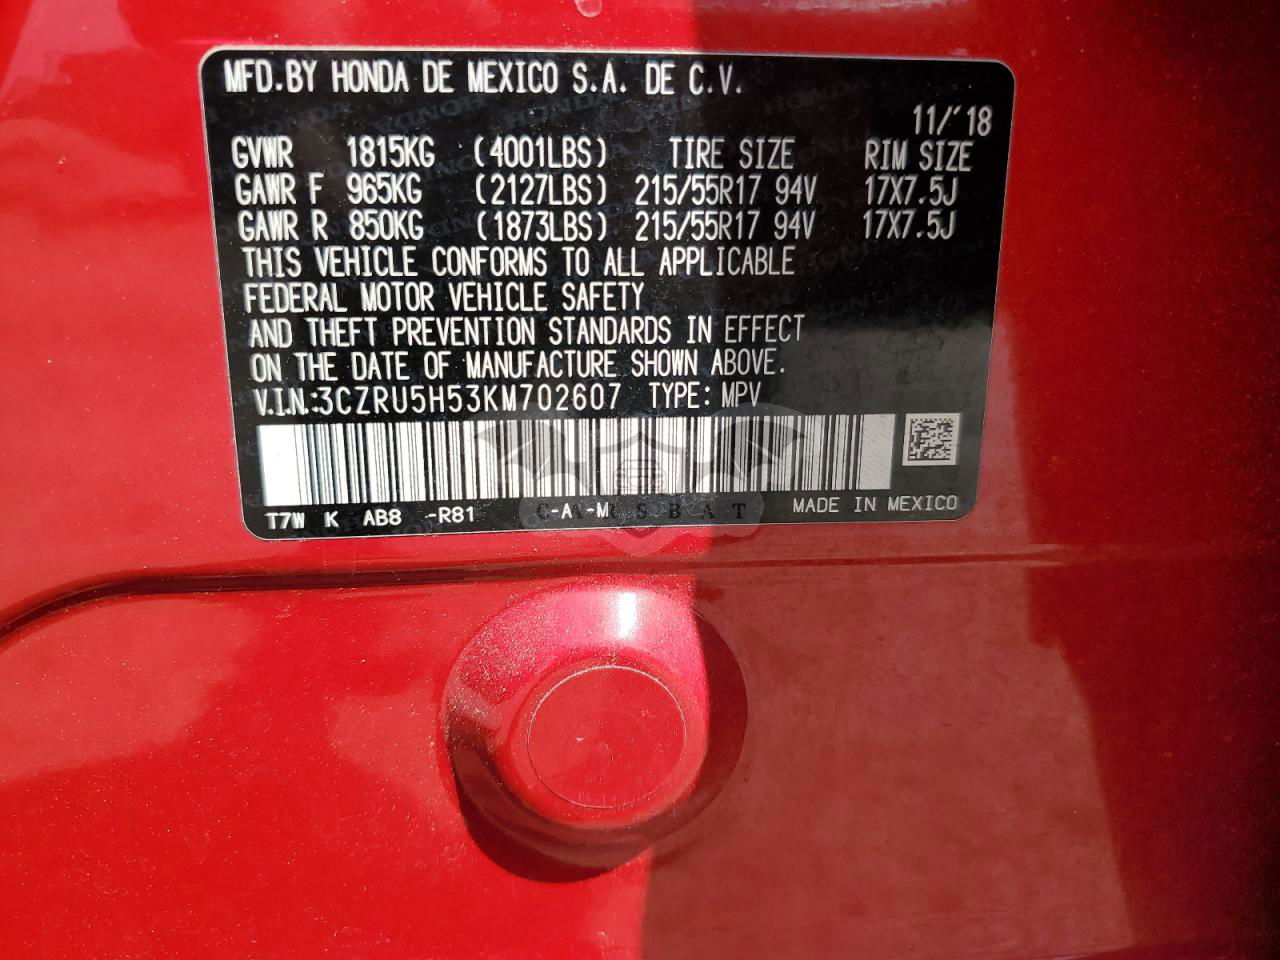 MFD.BY HONDA DE MEXICO S.A. DE C.V.
11/'18
GVWR 1815KG (4001LBS) TIRE SIZE RIM SIZE
GAWR F 965KG (2127LBS) 215/55R17 94V 17X7.5J
GAWR R 850KG (1873LBS) 215/55R17 94V 17X7.5J
THIS VEHICLE CONFORMS TO ALL APPLICABLE
FEDERAL MOTOR VEHICLE SAFETY
AND THEFT PREVENTION STANDARDS IN EFFECT
ON THE DATE OF MANUFACTURE SHOWN ABOVE.
V.I.N.:3CZRU5H53KM702607 TYPE: MPV
T7W K AB8 -R81 C-A-M MADE IN MEXICO
CARSBAT